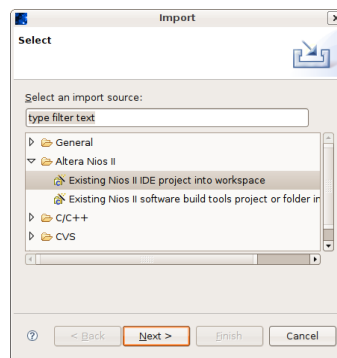 Import
Select
Select an import source:
type filter text
General
Altera Nios II
Existing Nios II IDE project into workspace
Existing Nios II software build tools project or folder in
C/C++
CVS
< Back
Next >
Finish
Cancel